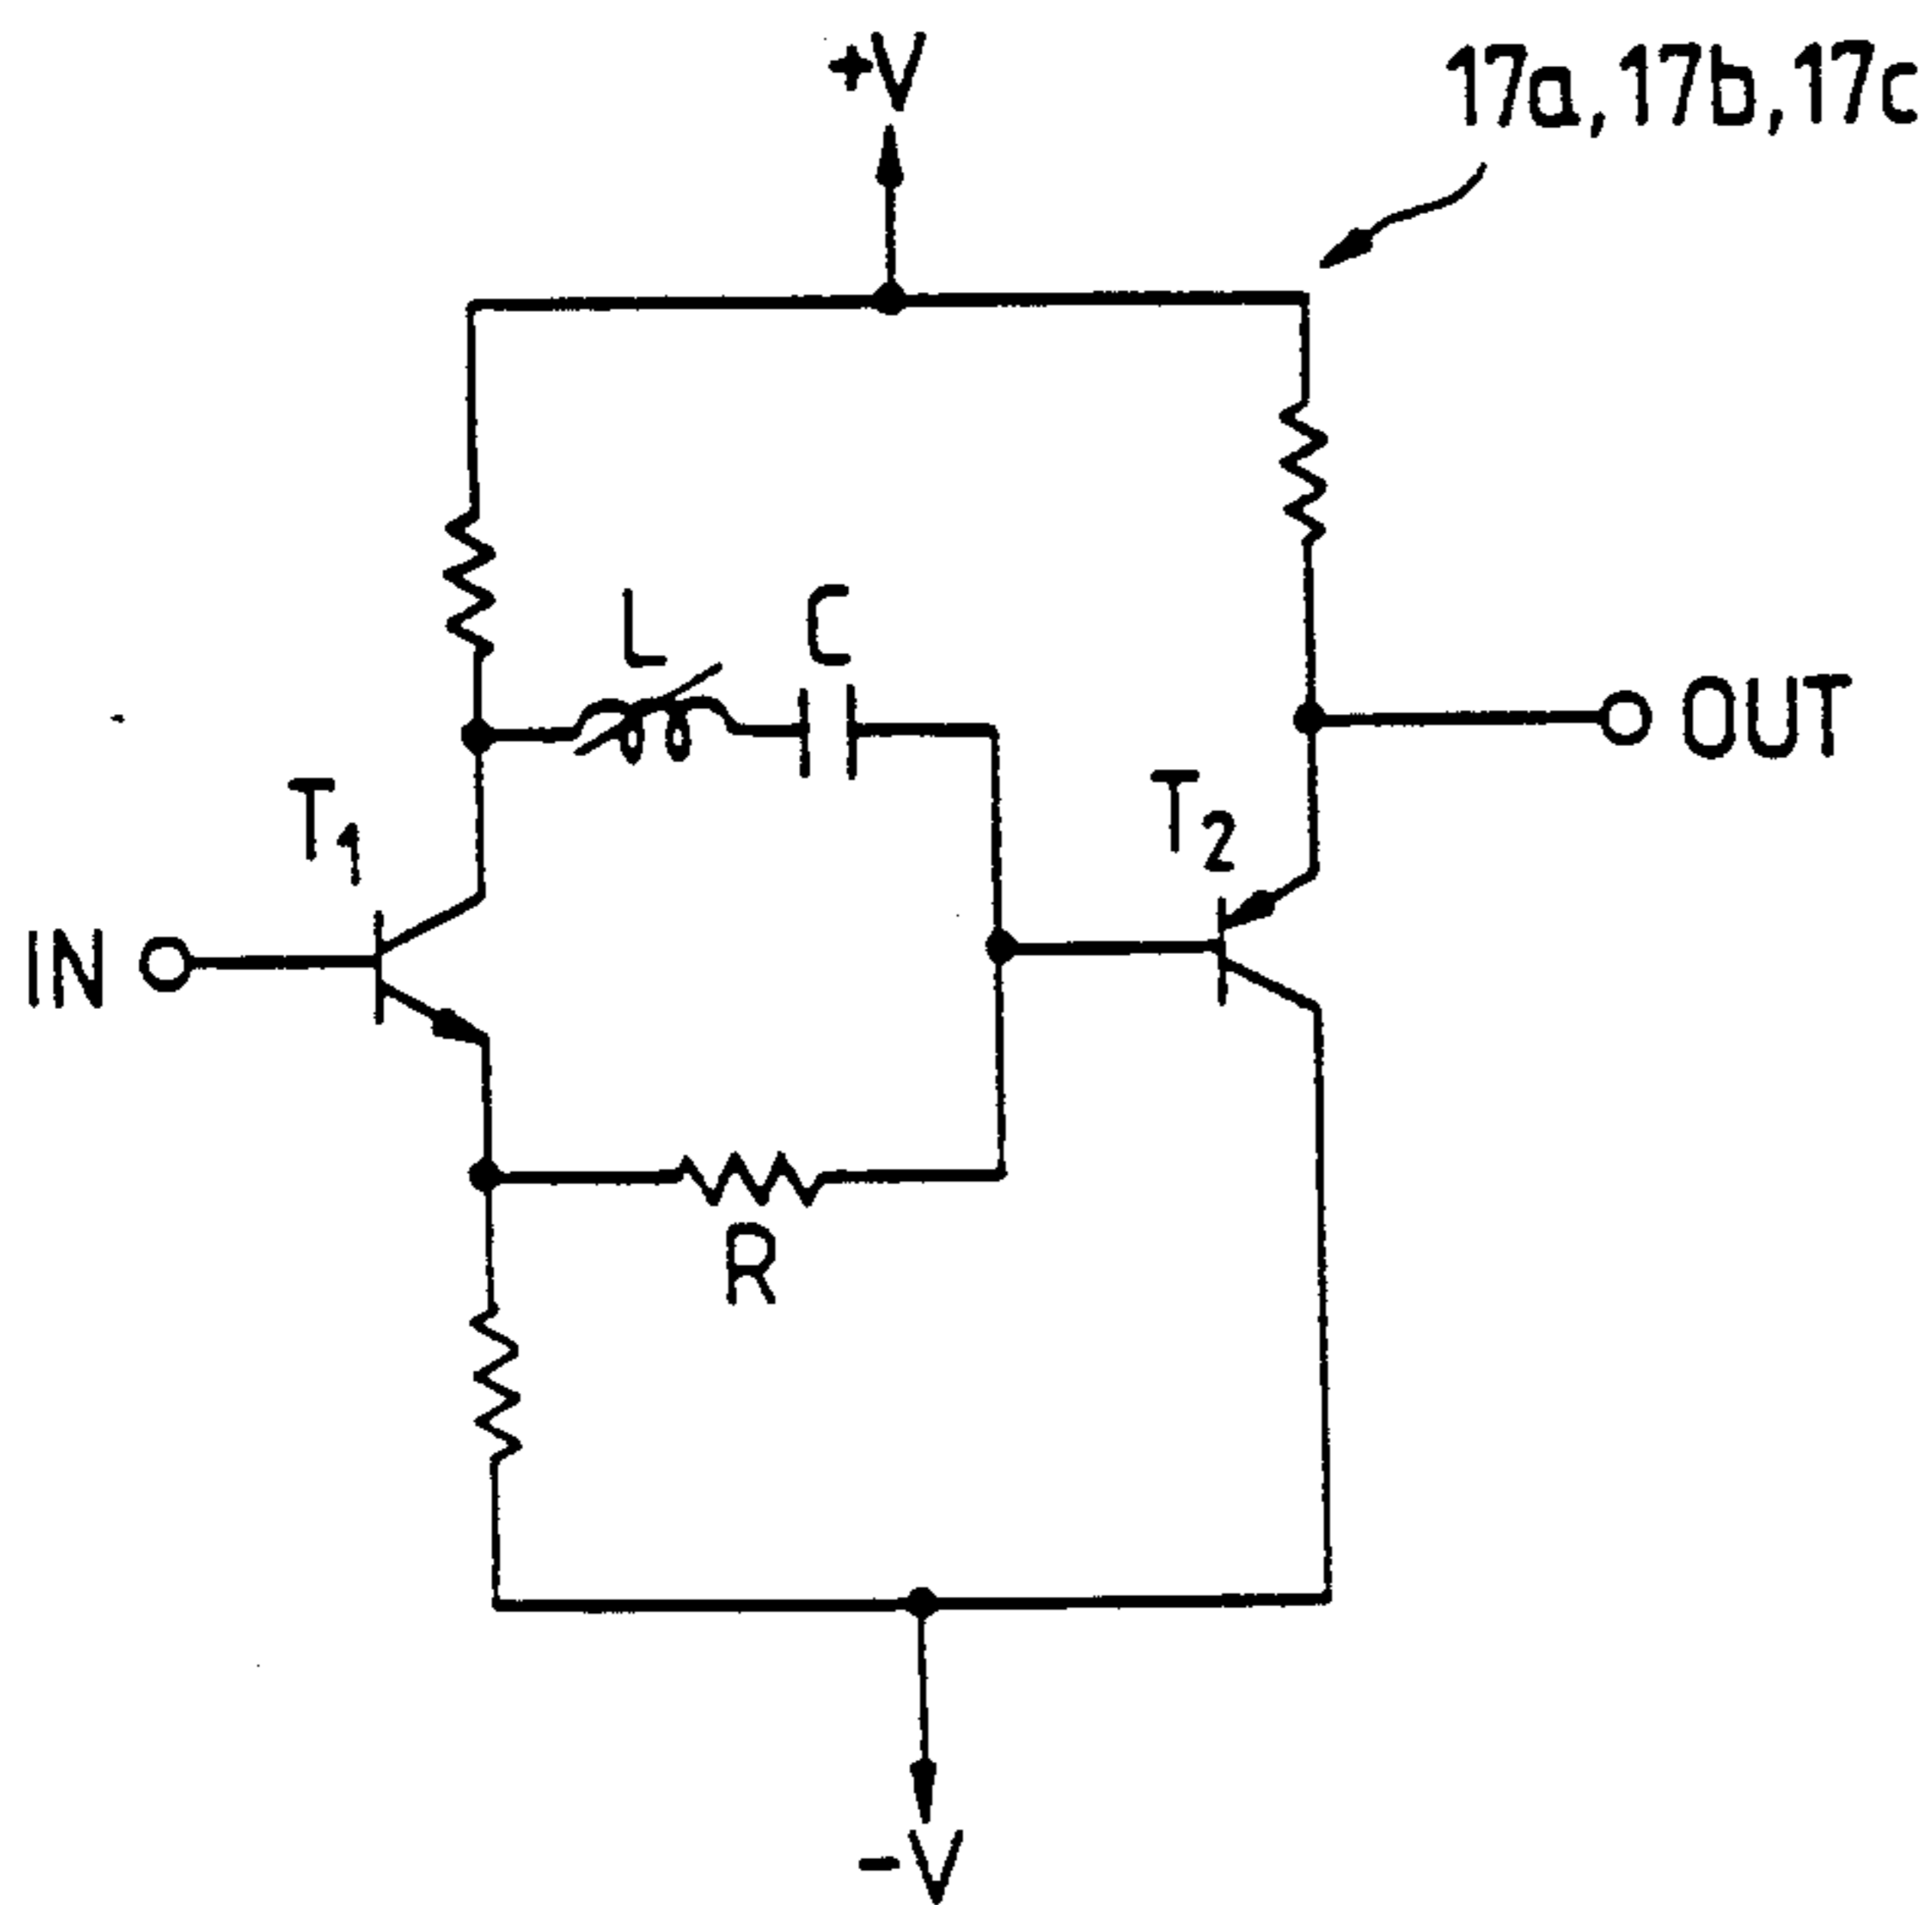 +V
17a, 17b, 17c
L
C
OUT
T1
T2
IN
R
-V